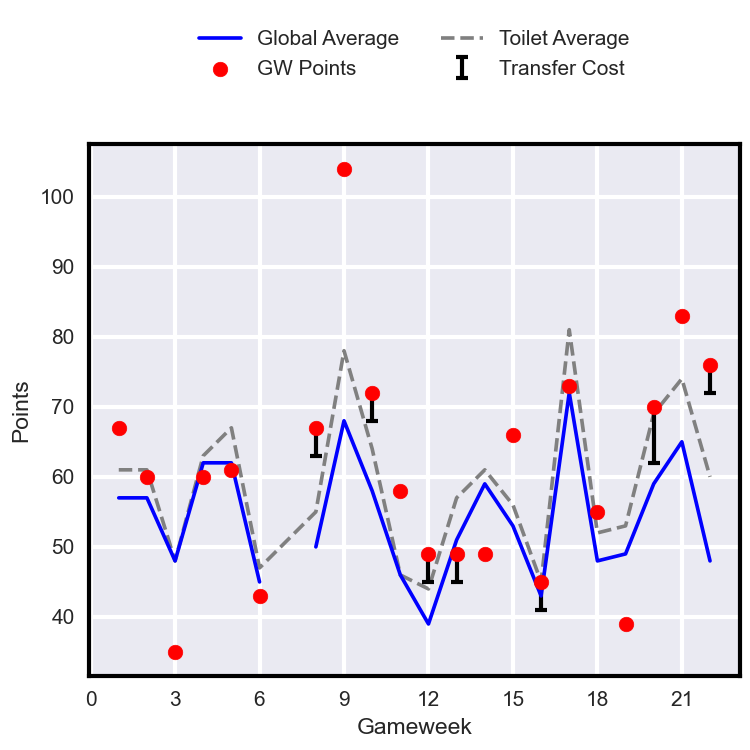 Global Average
Toilet Average
GW Points
Transfer Cost
100
90
80
70
60
50
40
Points
0 3 6 9 12 15 18 21
Gameweek